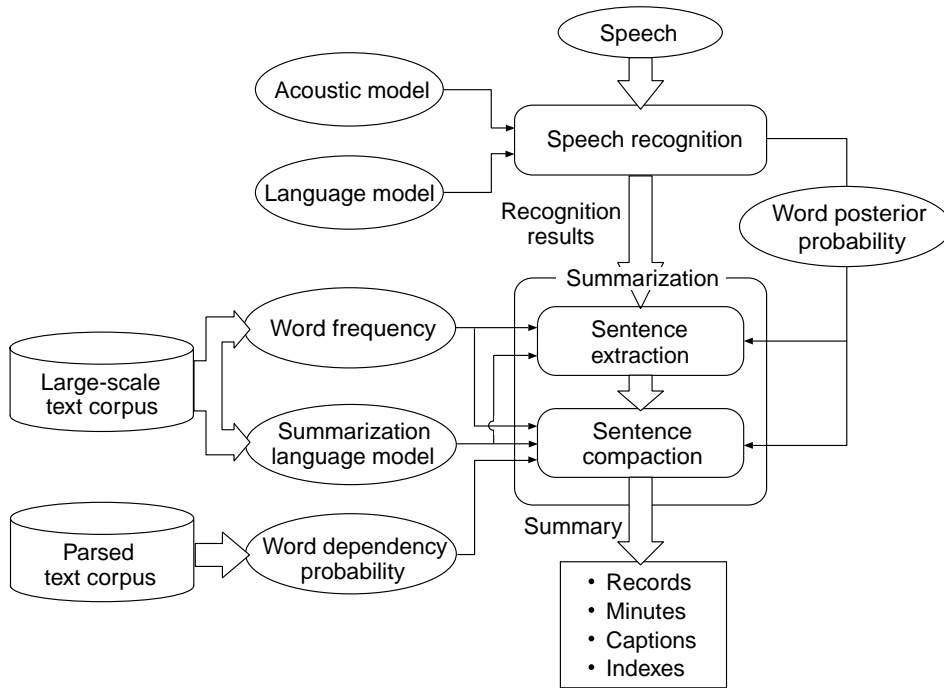 Speech
Acoustic model
Speech recognition
Language model
Recognition
results
Word posterior
probability
Summarization
Word frequency
Sentence
extraction
Large-scale
text corpus
Summarization
language model
Sentence
compaction
Summary
Parsed
text corpus
Word dependency
probability
• Records
• Minutes
• Captions
• Indexes